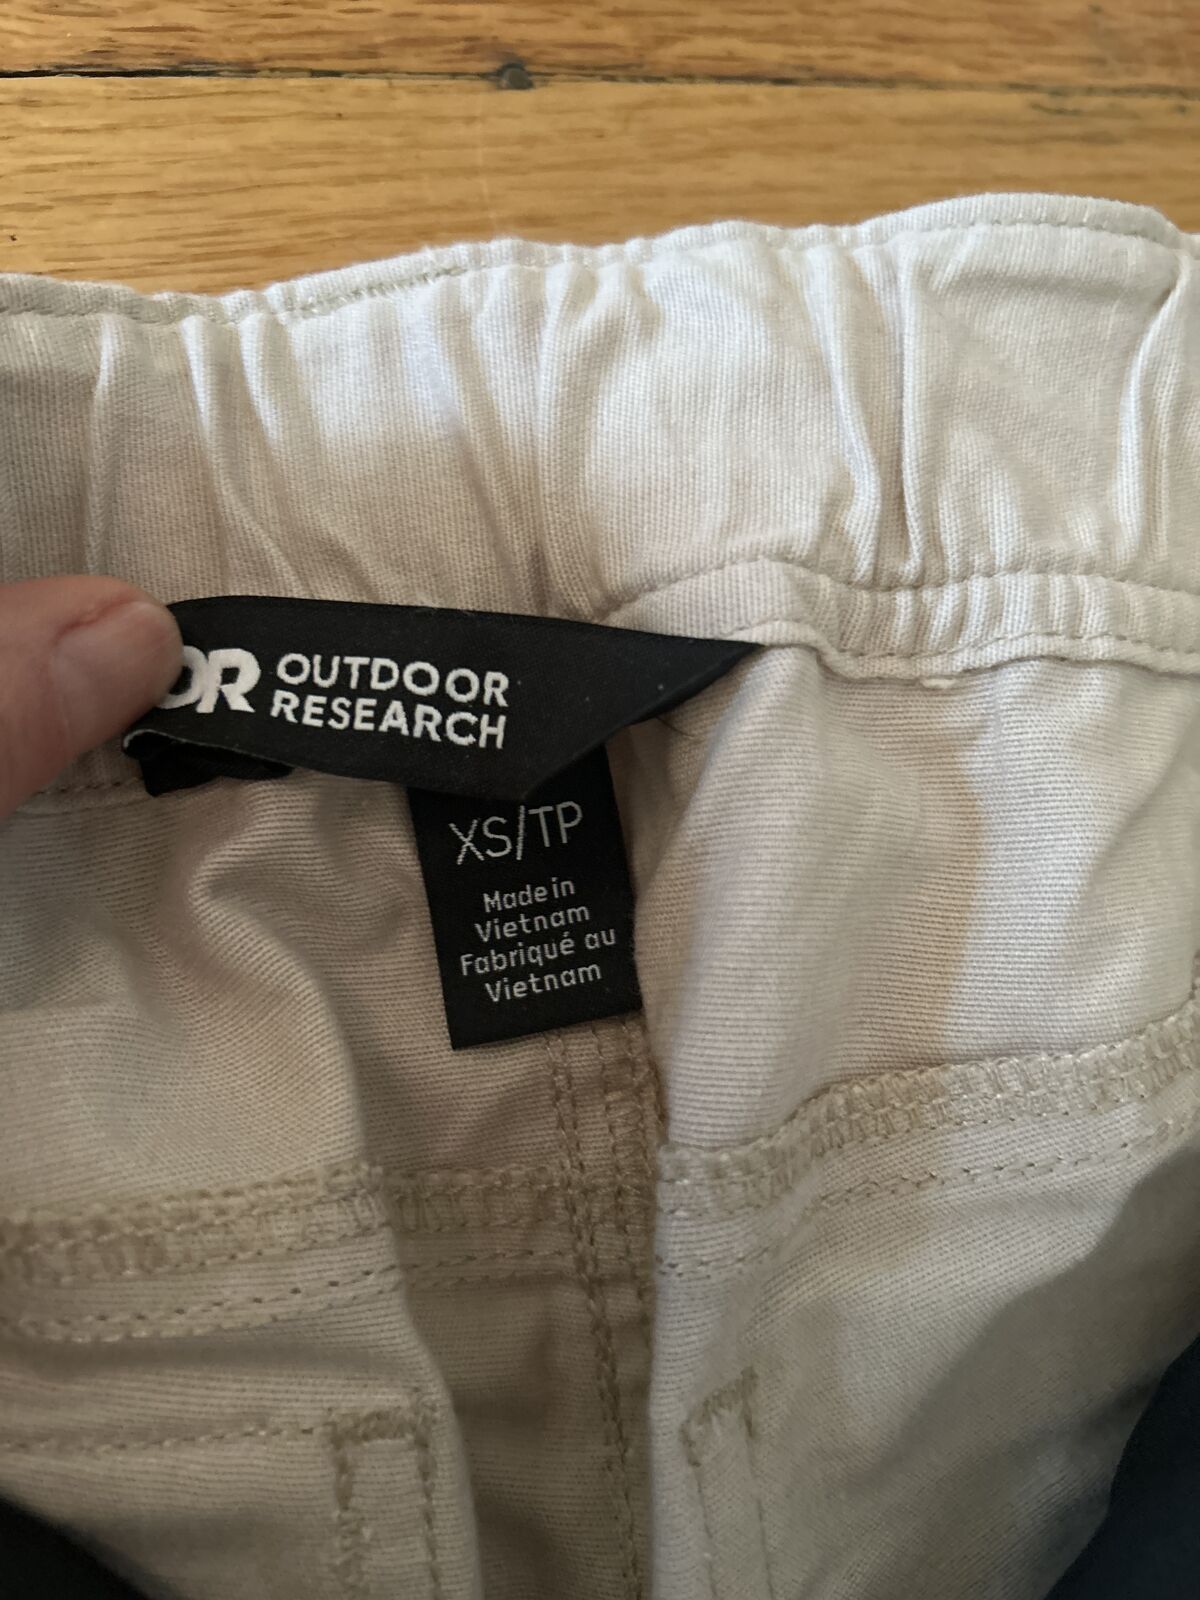 OR OUTDOOR
RESEARCH
XS/TP
Made in
Vietnam
Fabriqué au
Vietnam